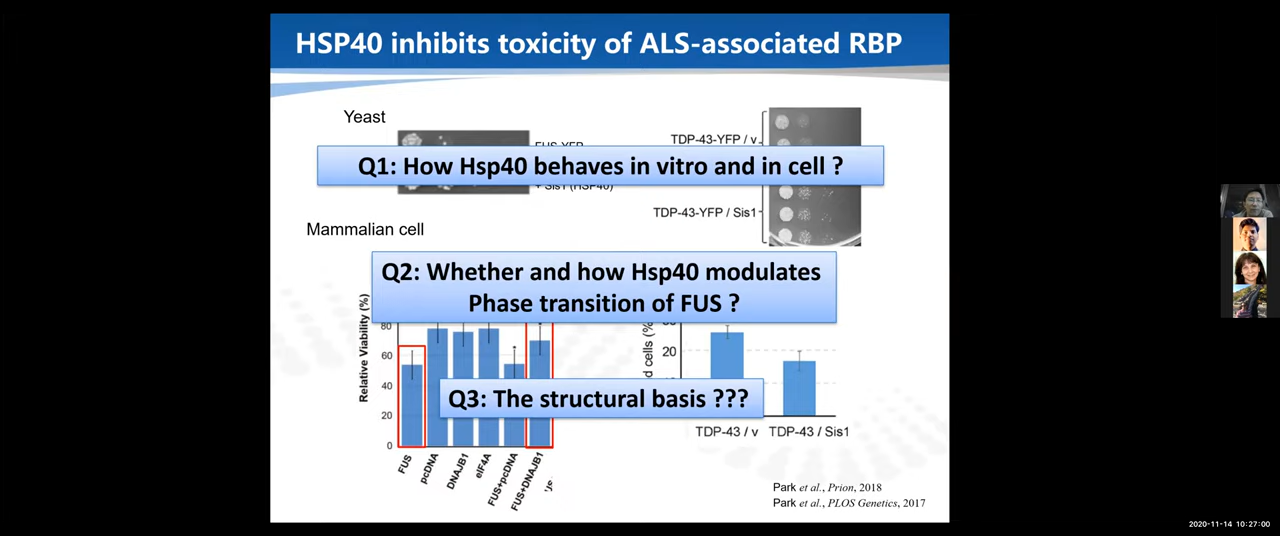 HSP40 inhibits toxicity of ALS-associated RBP
Yeast
TDP-43-YFP / v
Q1: How Hsp40 behaves in vitro and in cell ?
+ Sis1 (HSP40)
TDP-43-YFP / Sis1
Mammalian cell
Q2: Whether and how Hsp40 modulates
Phase transition of FUS ?
Relative Viability (%)
80
60
40
20
0
20
Q3: The structural basis ???
FUS
pcDNA
DNAJB1
eIF4A
FUS+pcDNA
FUS+DNAJB1
TDP-43 / v
TDP-43 / Sis1
Park et al., Prion, 2018
Park et al., PLOS Genetics, 2017
2020-11-14 10:27:00